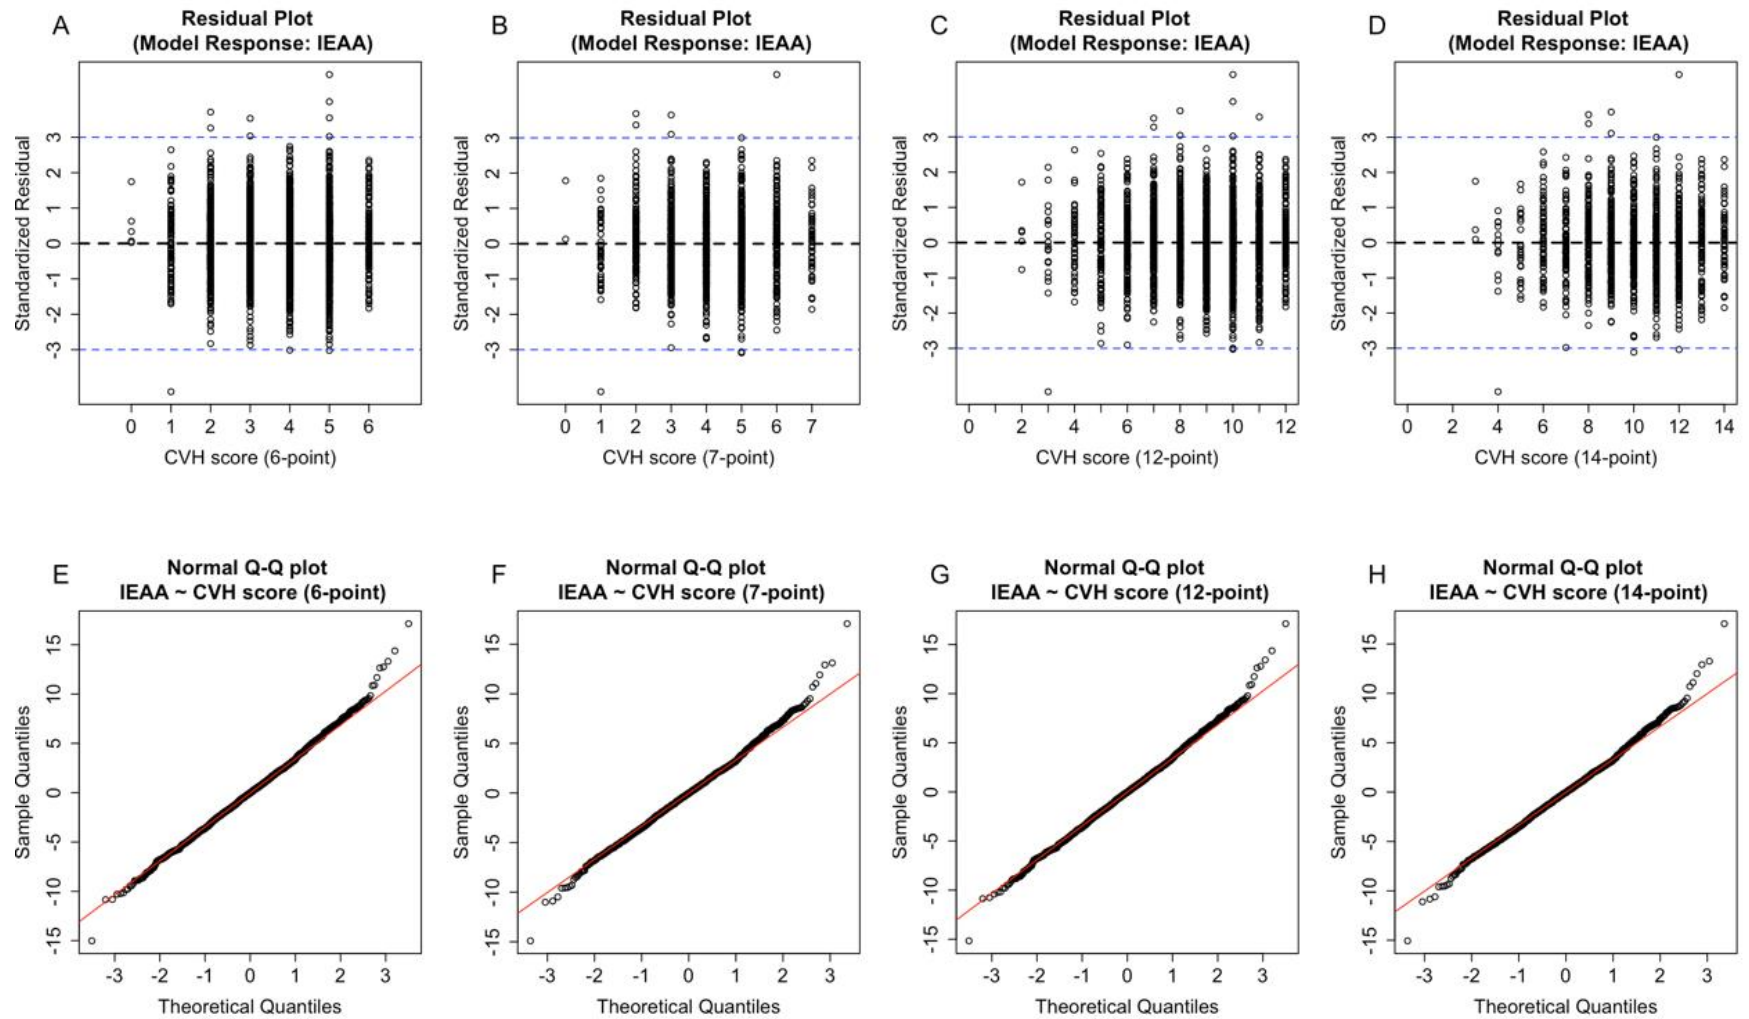 A
Residual Plot
(Model Response: IEAA)
Standardized Residual
3
2
1
0
-1
-2
-3
0 1 2 3 4 5 6
CVH score (6-point)
B
Residual Plot
(Model Response: IEAA)
Standardized Residual
3
2
1
0
-1
-2
-3
0 1 2 3 4 5 6 7
CVH score (7-point)
C
Residual Plot
(Model Response: IEAA)
Standardized Residual
3
2
1
0
-1
-2
-3
0 2 4 6 8 10 12
CVH score (12-point)
D
Residual Plot
(Model Response: IEAA)
Standardized Residual
3
2
1
0
-1
-2
-3
0 2 4 6 8 10 12 14
CVH score (14-point)
E
Normal Q-Q plot
IEAA ~ CVH score (6-point)
Sample Quantiles
15
10
5
0
-5
-10
-15
-3 -2 -1 0 1 2 3
Theoretical Quantiles
F
Normal Q-Q plot
IEAA ~ CVH score (7-point)
Sample Quantiles
15
10
5
0
-5
-10
-15
-3 -2 -1 0 1 2 3
Theoretical Quantiles
G
Normal Q-Q plot
IEAA ~ CVH score (12-point)
Sample Quantiles
15
10
5
0
-5
-10
-15
-3 -2 -1 0 1 2 3
Theoretical Quantiles
H
Normal Q-Q plot
IEAA ~ CVH score (14-point)
Sample Quantiles
15
10
5
0
-5
-10
-15
-3 -2 -1 0 1 2 3
Theoretical Quantiles